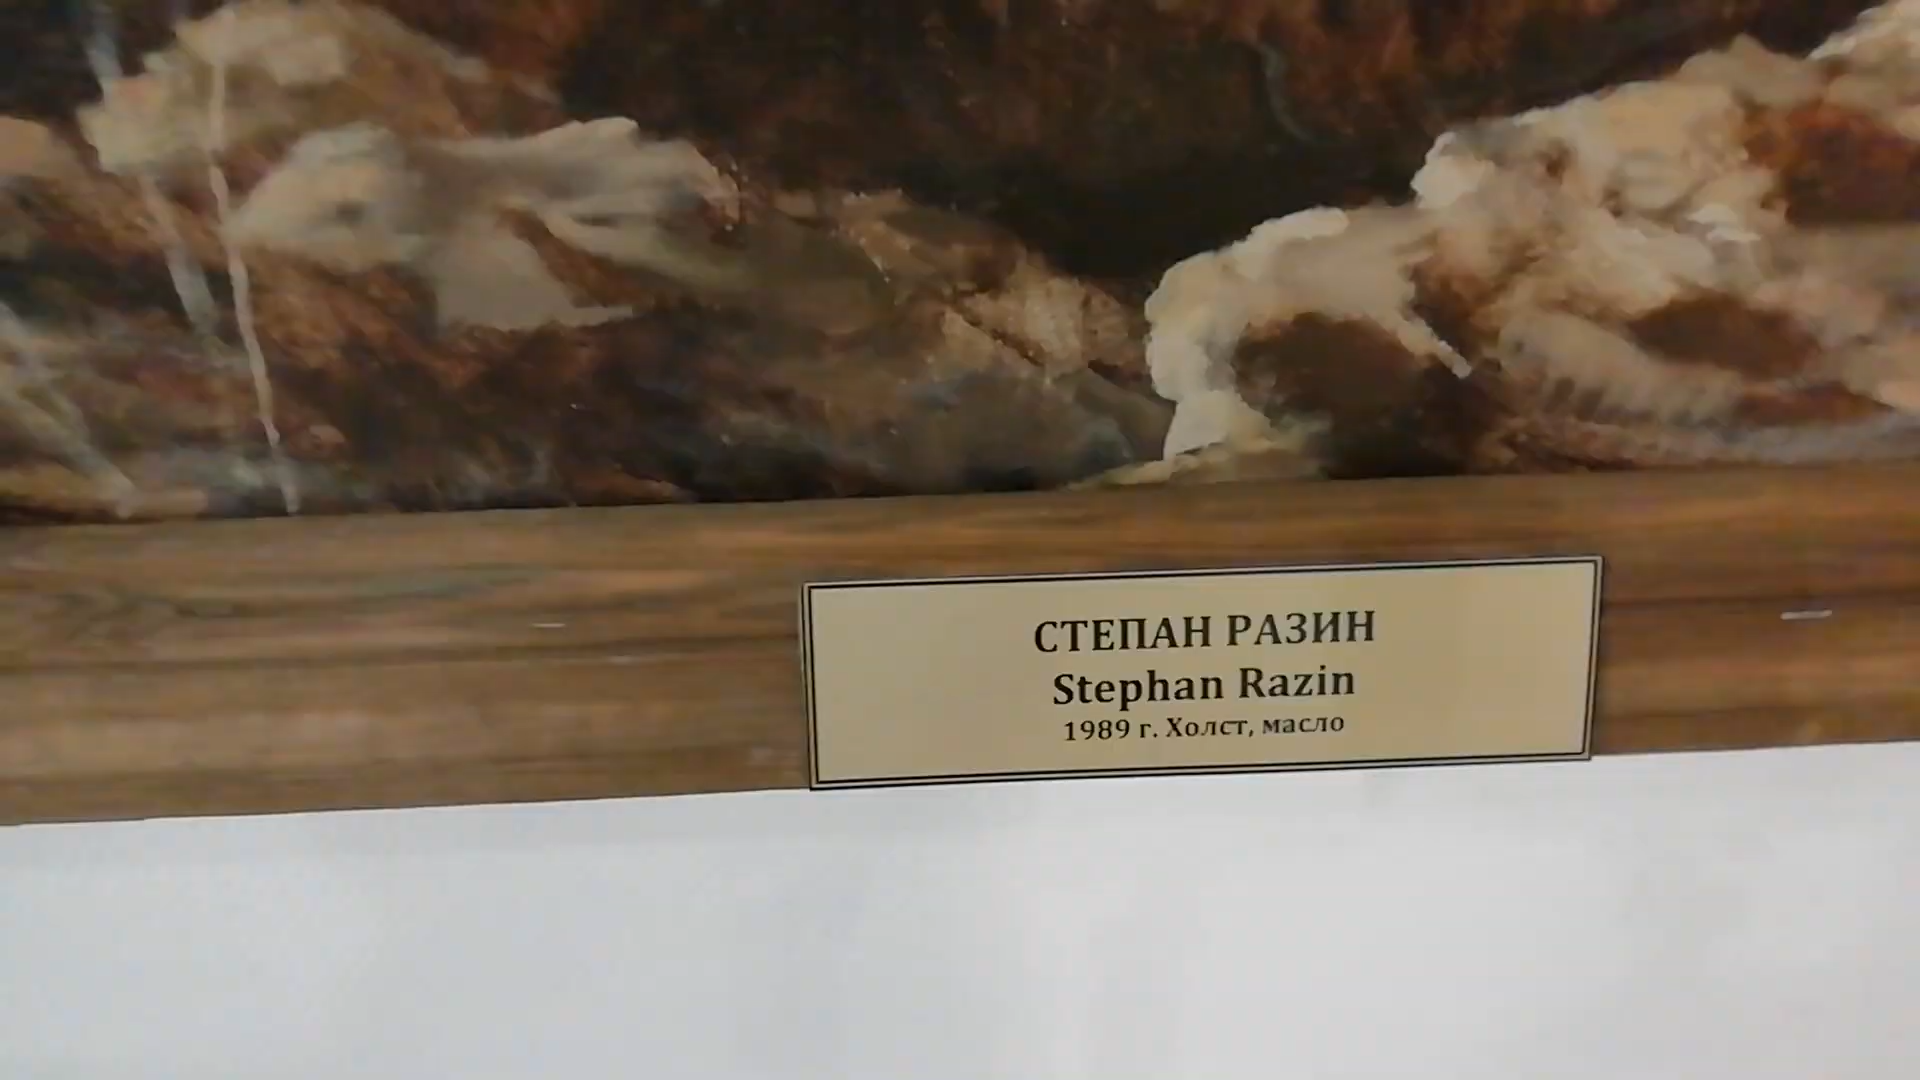 СТЕПАН РАЗИН
Stephan Razin
1989 г. Холст, масло